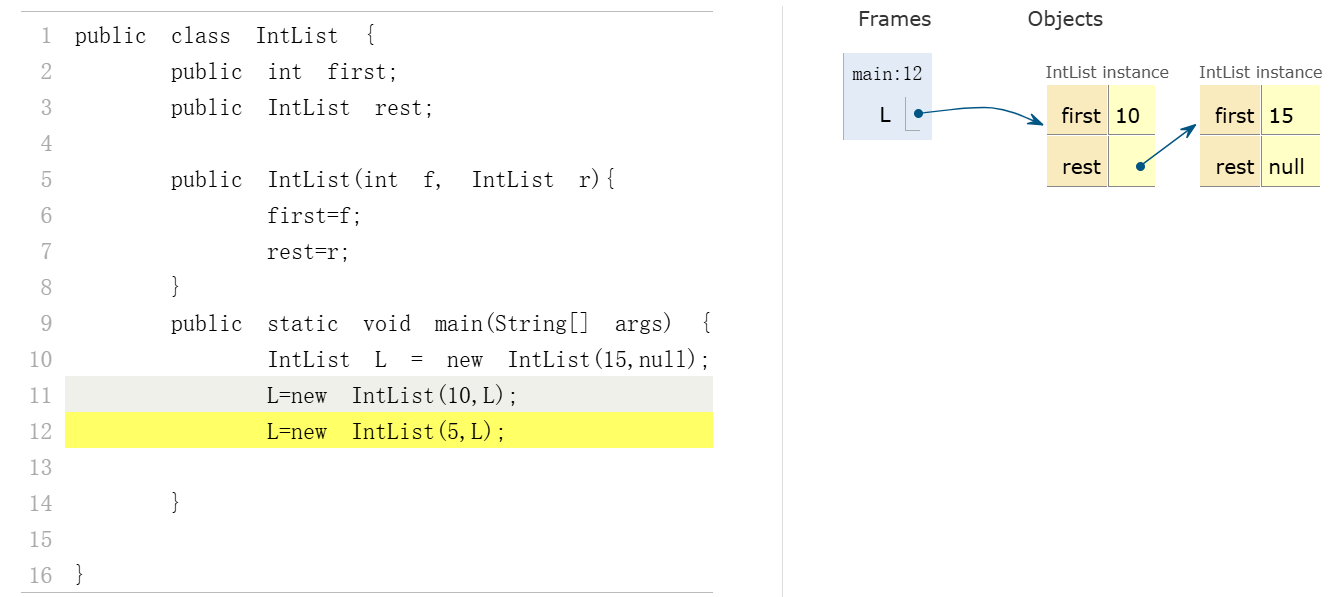 1 public class IntList {
2 public int first;
3 public IntList rest;
4
5 public IntList(int f, IntList r){
6 first=f;
7 rest=r;
8 }
9 public static void main(String[] args) {
10 IntList L = new IntList(15,null);
11 L=new IntList(10,L);
12 L=new IntList(5,L);
13
14 }
15
16 }
Frames Objects
main:12
L
IntList instance
first 10
rest
IntList instance
first 15
rest null